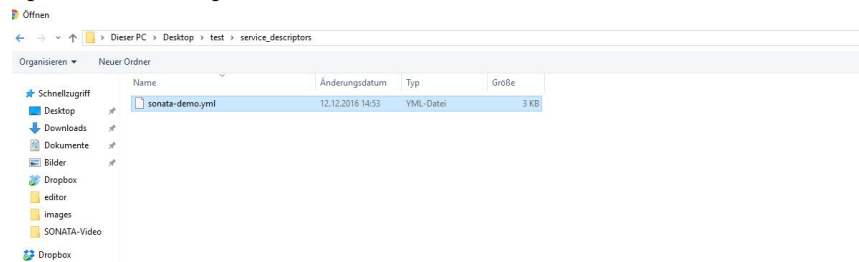 Öffnen
Dieser PC > Desktop > test > service_descriptors
Organisieren Neuer Ordner
Name Änderungsdatum Typ Größe
sonata-demo.yml 12.12.2016 14:53 YML-Datei 3 KB
Schnellzugriff
Desktop
Downloads
Dokumente
Bilder
Dropbox
editor
images
SONATA-Video
Dropbox